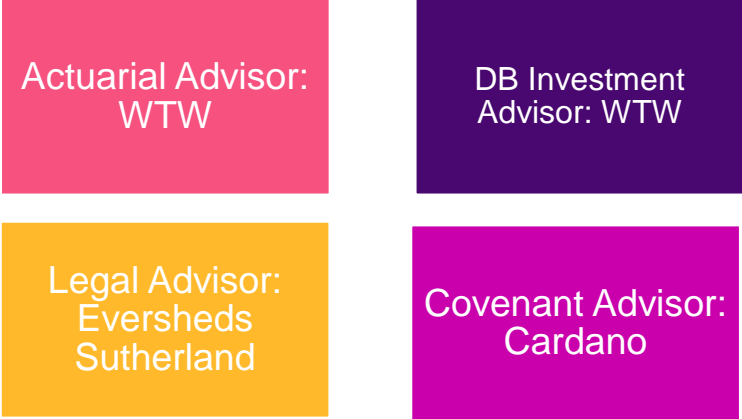 Actuarial Advisor:
WTW
DB Investment
Advisor: WTW
Legal Advisor:
Eversheds
Sutherland
Covenant Advisor:
Cardano